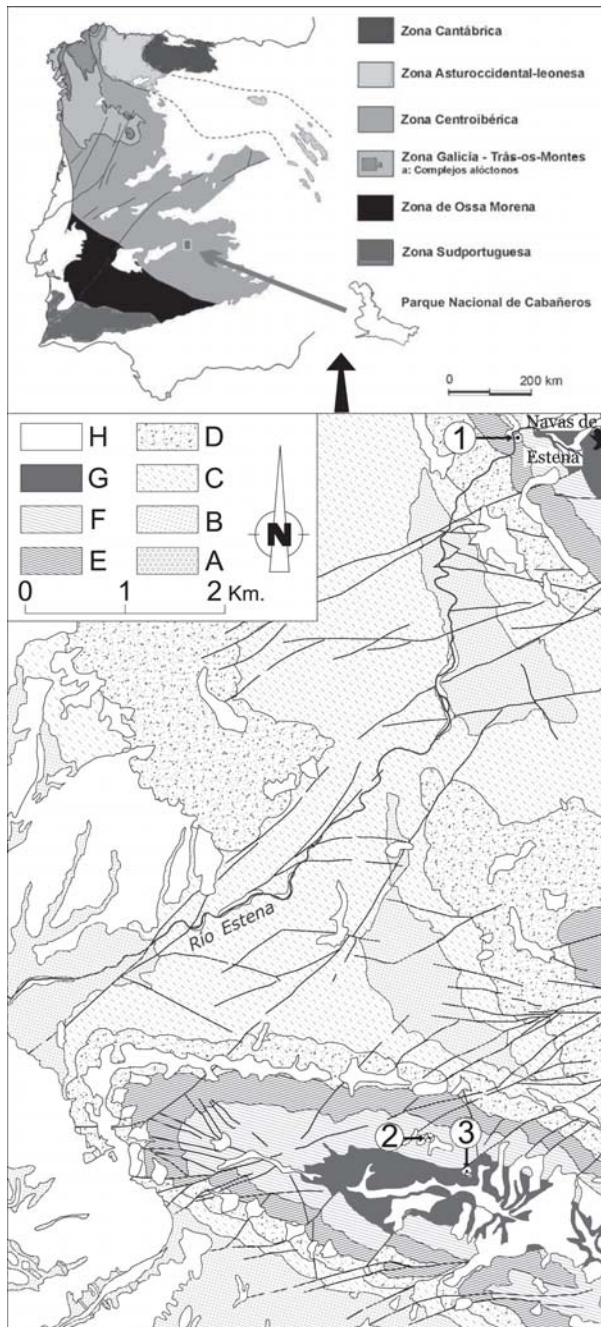 Zona Cantábrica
Zona Asturoccidental-leonesa
Zona Centroibérica
Zona Galicia - Trás-os-Montes
a: Complejos alóctonos
Zona de Ossa Morena
Zona Sudportuguesa
Parque Nacional de Cabañeros
0 200 km
H D
G C
F B
E A
N
0 1 2 Km.
1
Navas de
Estena
Río Estena
2
3